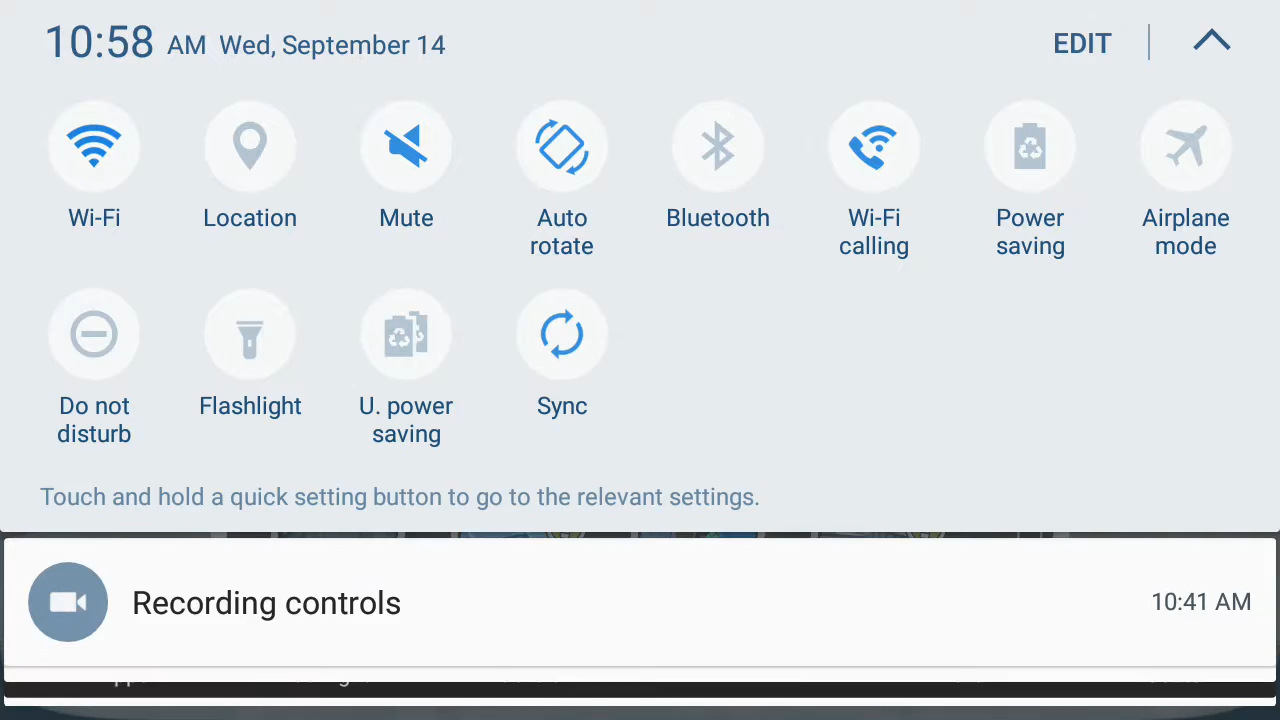 10:58 AM Wed, September 14 EDIT
Wi-Fi Location Mute Auto rotate Bluetooth Wi-Fi calling Power saving Airplane mode
Do not disturb Flashlight U. power saving Sync
Touch and hold a quick setting button to go to the relevant settings.
Recording controls 10:41 AM